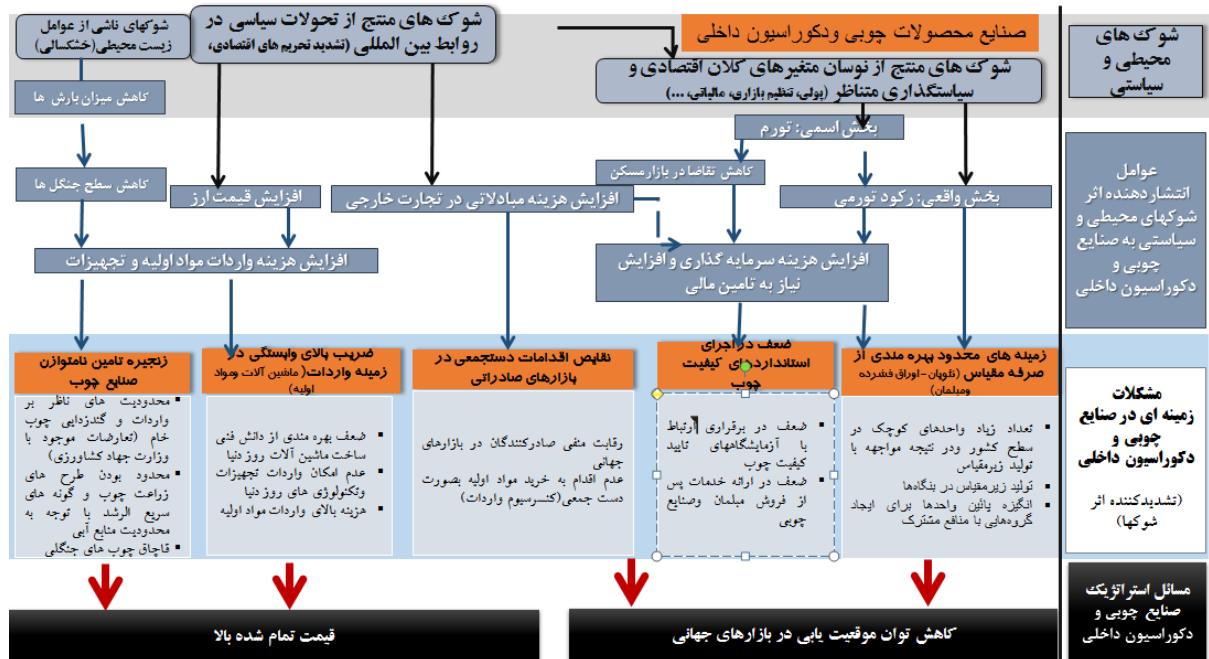 صنایع محصولات چوبی ودکوراسیون داخلی
شوک های
محیطی و
سیاستی
شوک های منتج از نوسان متغیرهای کلان اقتصادی و
سیاستگذاری متناظر (پولی، تنظیم بازاری، مالیاتی، ...)
شوک های منتج از تحولات سیاسی در
روابط بین المللی (تشدید تحریم های اقتصادی،
شوکهای ناشی از عوامل
زیست محیطی(خشکسالی)
کاهش میزان بارش ها
عوامل
انتشاردهنده اثر
شوکهای محیطی و
سیاستی به صنایع
چوبی و
دکوراسیون داخلی
بخش اسمی: تورم
کاهش تقاضا در بازار مسکن
بخش واقعی: رکود تورمی
افزایش هزینه مبادلاتی در تجارت خارجی
افزایش قیمت ارز
کاهش سطح جنگل ها
افزایش هزینه سرمایه گذاری و افزایش
نیاز به تامین مالی
افزایش هزینه واردات مواد اولیه و تجهیزات
مشکلات
زمینه ای در صنایع
چوبی و
دکوراسیون داخلی
(تشدیدکننده اثر
شوکها)
زمینه های محدود بهره مندی از
صرفه مقیاس (نئوپان-اوراق فشرده
ومبلمان)
▪ تعداد زیاد واحدهای کوچک در
سطح کشور ودر نتیجه مواجهه با
تولید زیرمقیاس
▪ تولید زیرمقیاس در بنگاه‌ها
▪ انگیزه پائین واحدها برای ایجاد
گروه‌هایی با منافع مشترک
ضعف در اجرای
استانداردهای کیفیت
چوب
▪ ضعف در برقراری ارتباط
با آزمایشگاههای تایید
کیفیت چوب
▪ ضعف در ارائه خدمات پس
از فروش مبلمان وصنایع
چوبی
نقایص اقدامات دستجمعی در
بازارهای صادراتی
رقابت منفی صادرکنندگان در بازارهای
جهانی
عدم اقدام به خرید مواد اولیه بصورت
دست جمعی(کنسرسیوم واردات)
ضریب بالای وابستگی در
زمینه واردات( ماشین آلات ومواد
اولیه)
▪ ضعف بهره مندی از دانش فنی
ساخت ماشین آلات روز دنیا
▪ عدم امکان واردات تجهیزات
وتکنولوژی های روز دنیا
▪ هزینه بالای واردات مواد اولیه
زنجیره تامین نامتوازن
صنایع چوب
▪ محدودیت های ناظر بر
واردات و گندزدایی چوب
خام (تعارضات موجود با
وزارت جهاد کشاورزی)
▪ محدود بودن طرح های
زراعت چوب و گونه های
سریع الرشد با توجه به
محدودیت منابع آبی
▪ قاچاق چوب های جنگلی
مسائل استراتژیک
صنایع چوبی و
دکوراسیون داخلی
کاهش توان موقعیت یابی در بازارهای جهانی
قیمت تمام شده بالا